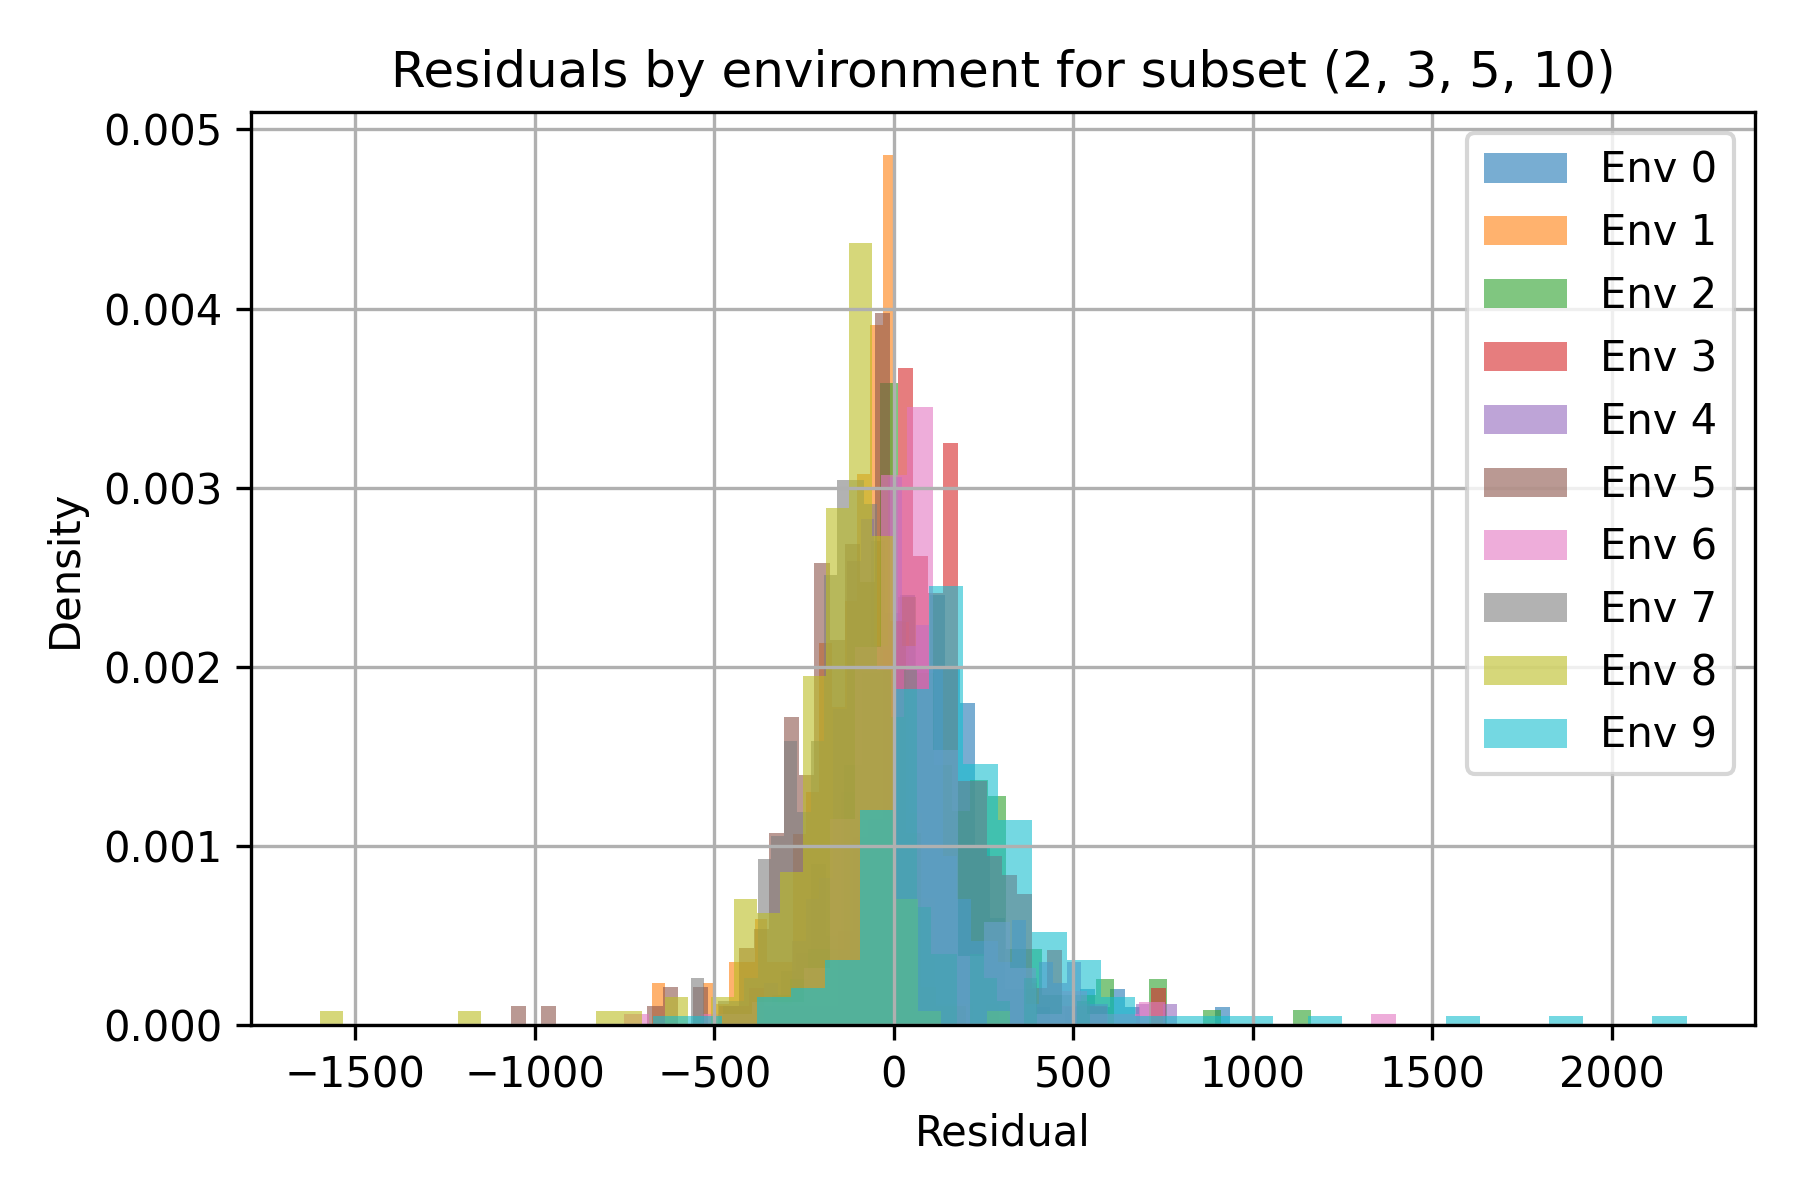 Residuals by environment for subset (2, 3, 5, 10)
0.005
0.004
0.003
0.002
0.001
0.000
Density
−1500
−1000
−500
0
500
1000
1500
2000
Residual
Env 0
Env 1
Env 2
Env 3
Env 4
Env 5
Env 6
Env 7
Env 8
Env 9